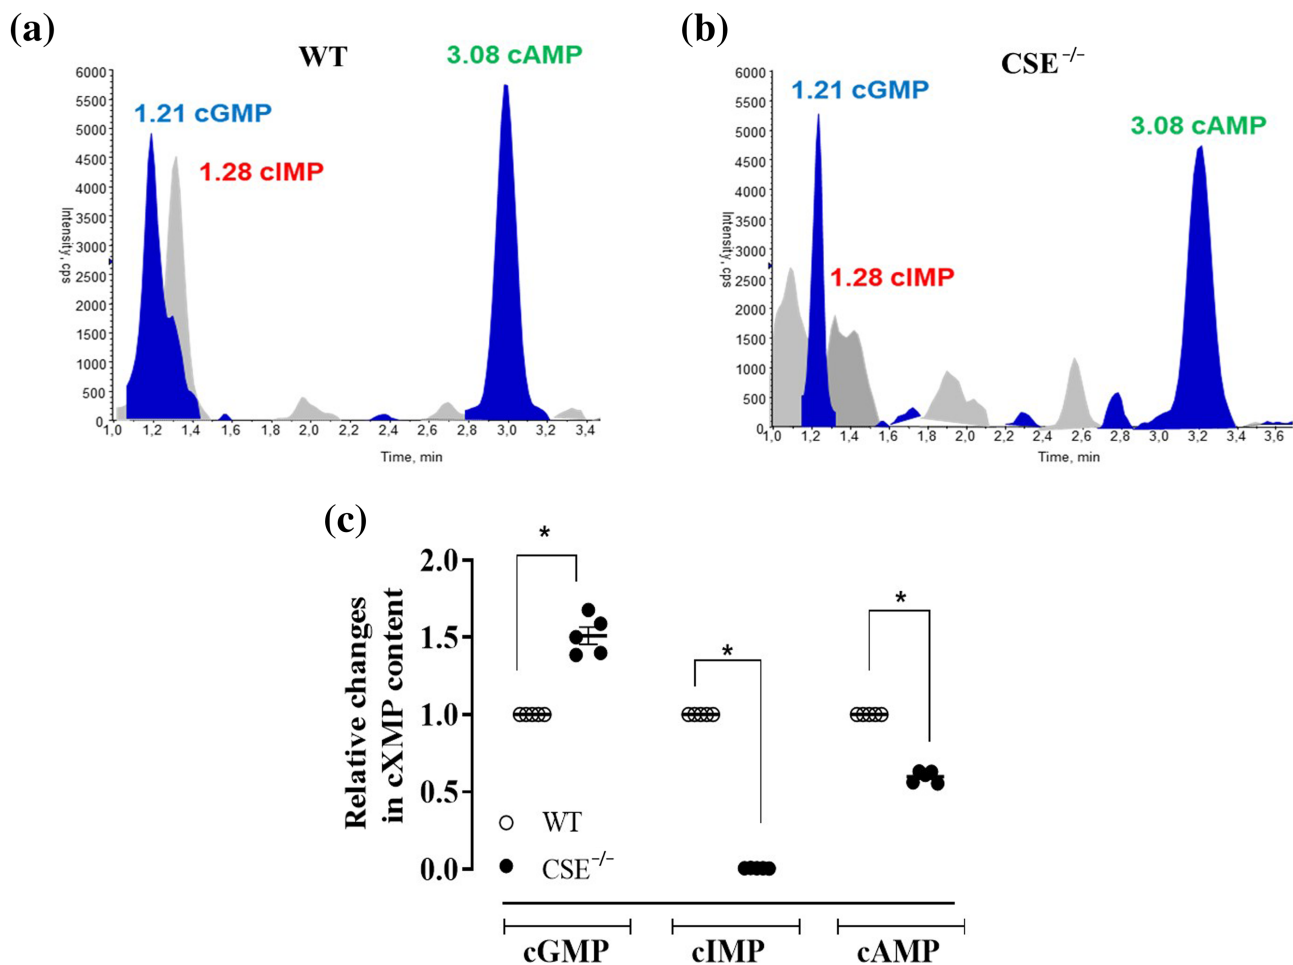 (a)
WT
3.08 cAMP
1.21 cGMP
1.28 cIMP
6000
5500
5000
4500
4000
3500
3000
2500
2000
1500
1000
500
0
Intensity, cps
1,0 1,2 1,4 1,6 1,8 2,0 2,2 2,4 2,6 2,8 3,0 3,2 3,4
Time, min
(b)
CSE−/−
1.21 cGMP
3.08 cAMP
1.28 cIMP
6000
5500
5000
4500
4000
3500
3000
2500
2000
1500
1000
500
0
Intensity, cps
1,0 1,2 1,4 1,6 1,8 2,0 2,2 2,4 2,6 2,8 3,0 3,2 3,4 3,6
Time, min
(c)
Relative changes
in cXMP content
2.0
1.5
1.0
0.5
0.0
*
*
*
WT
CSE−/−
cGMP cIMP cAMP